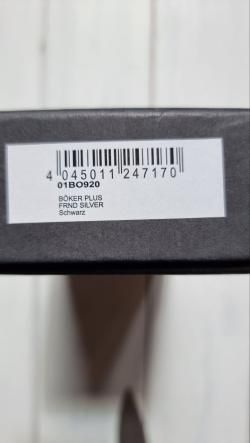 4 045011 247170
01BO920
BÖKER PLUS
FRND SILVER
Schwarz